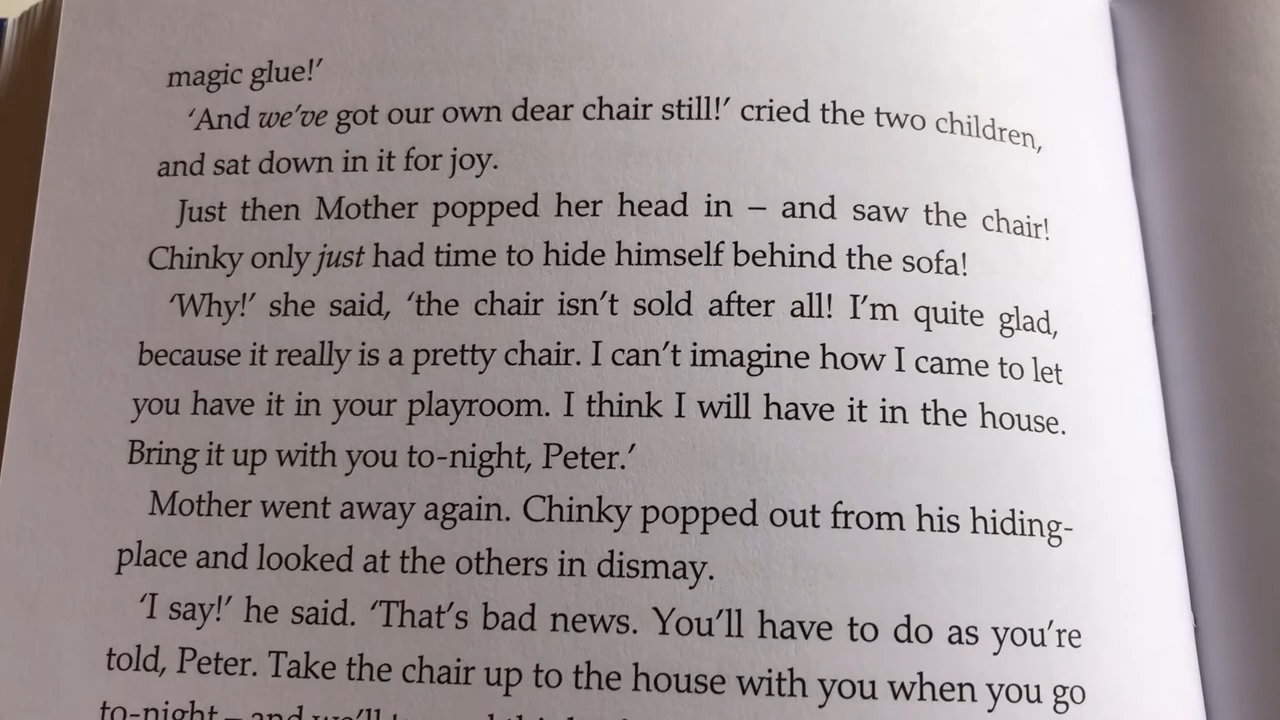 magic glue!’
‘And we’ve got our own dear chair still!’ cried the two children,
and sat down in it for joy.
Just then Mother popped her head in – and saw the chair!
Chinky only just had time to hide himself behind the sofa!
‘Why!’ she said, ‘the chair isn’t sold after all! I’m quite glad,
because it really is a pretty chair. I can’t imagine how I came to let
you have it in your playroom. I think I will have it in the house.
Bring it up with you to-night, Peter.’
Mother went away again. Chinky popped out from his hiding-
place and looked at the others in dismay.
‘I say!’ he said. ‘That’s bad news. You’ll have to do as you’re
told, Peter. Take the chair up to the house with you when you go
to-night – and we’ll